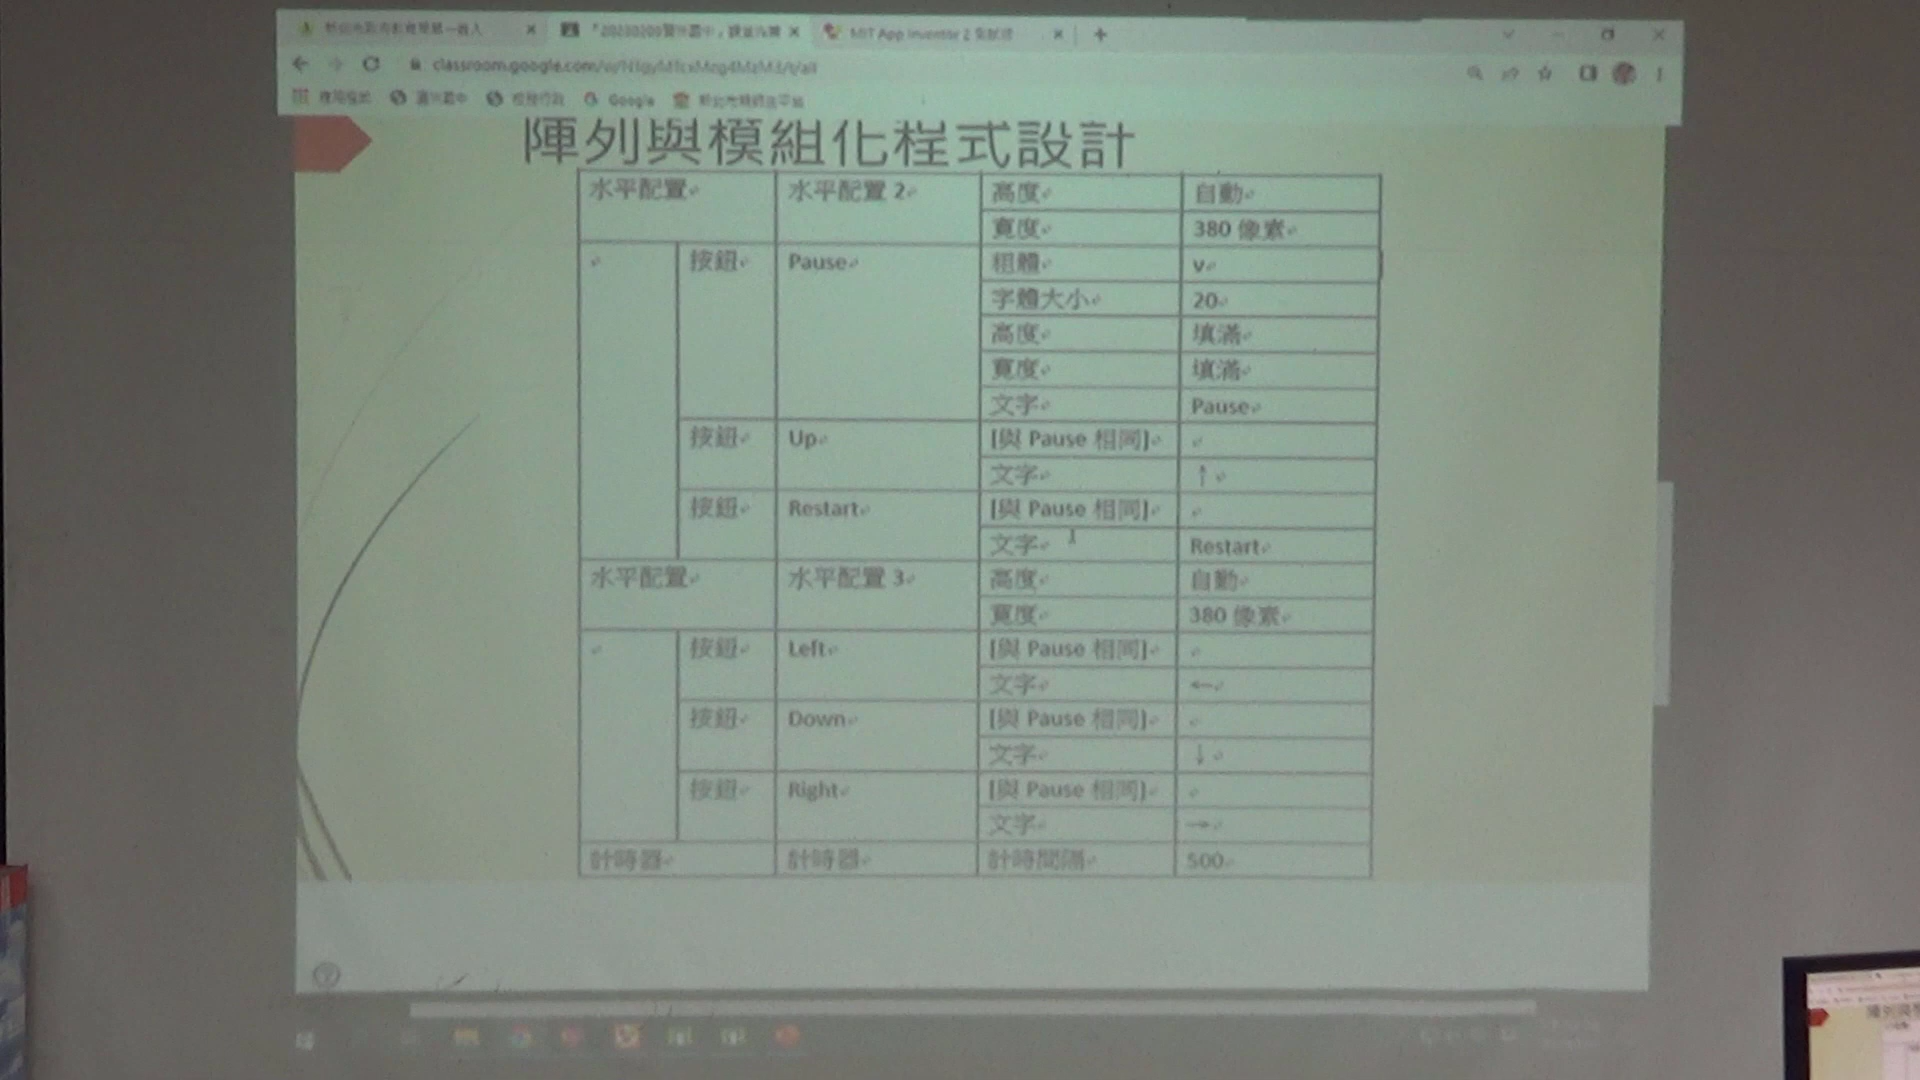 MIT App Inventor 2
classroom.google.com
Google
陣列與模組化程式設計
水平配置 水平配置 2 高度 自動
寬度 380 像素
按鈕 Pause 粗體 v
字體大小 20
高度 填滿
寬度 填滿
文字 Pause
按鈕 Up [與 Pause 相同]
文字 ↑
按鈕 Restart [與 Pause 相同]
文字 Restart
水平配置 水平配置 3 高度 自動
寬度 380 像素
按鈕 Left [與 Pause 相同]
文字 ←
按鈕 Down [與 Pause 相同]
文字 ↓
按鈕 Right [與 Pause 相同]
文字 →
計時器 計時器 計時間隔 500